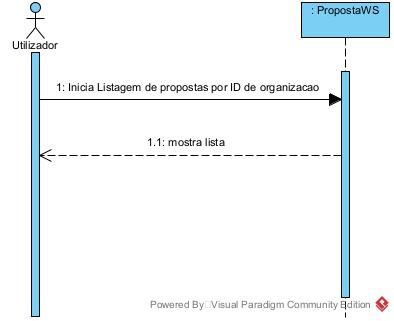 : PropostaWS
Utilizador
1: Inicia Listagem de propostas por ID de organizacao
1.1: mostra lista
Powered By Visual Paradigm Community Edition